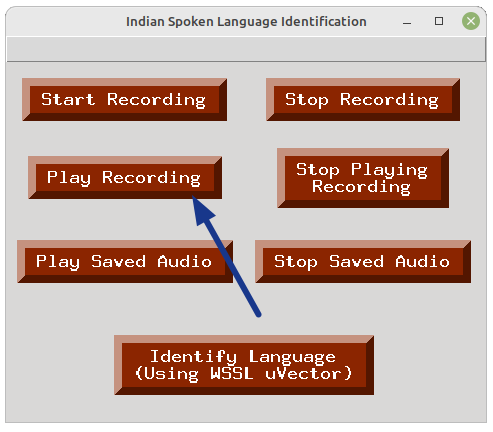 Indian Spoken Language Identification
Start Recording
Stop Recording
Play Recording
Stop Playing
Recording
Play Saved Audio
Stop Saved Audio
Identify Language
(Using WSSL uVector)